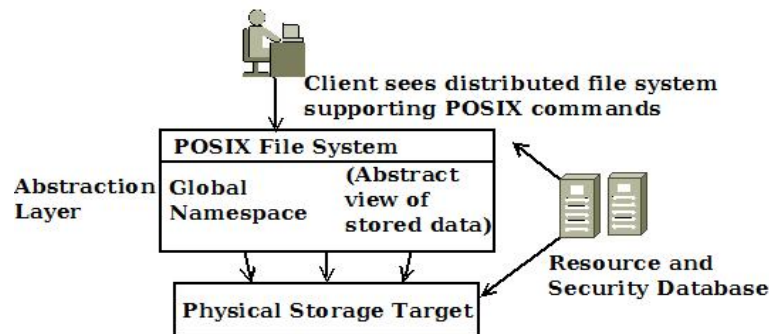 Client sees distributed file system
supporting POSIX commands
POSIX File System
Abstraction
Layer
Global
Namespace
(Abstract
view of
stored data)
Resource and
Security Database
Physical Storage Target